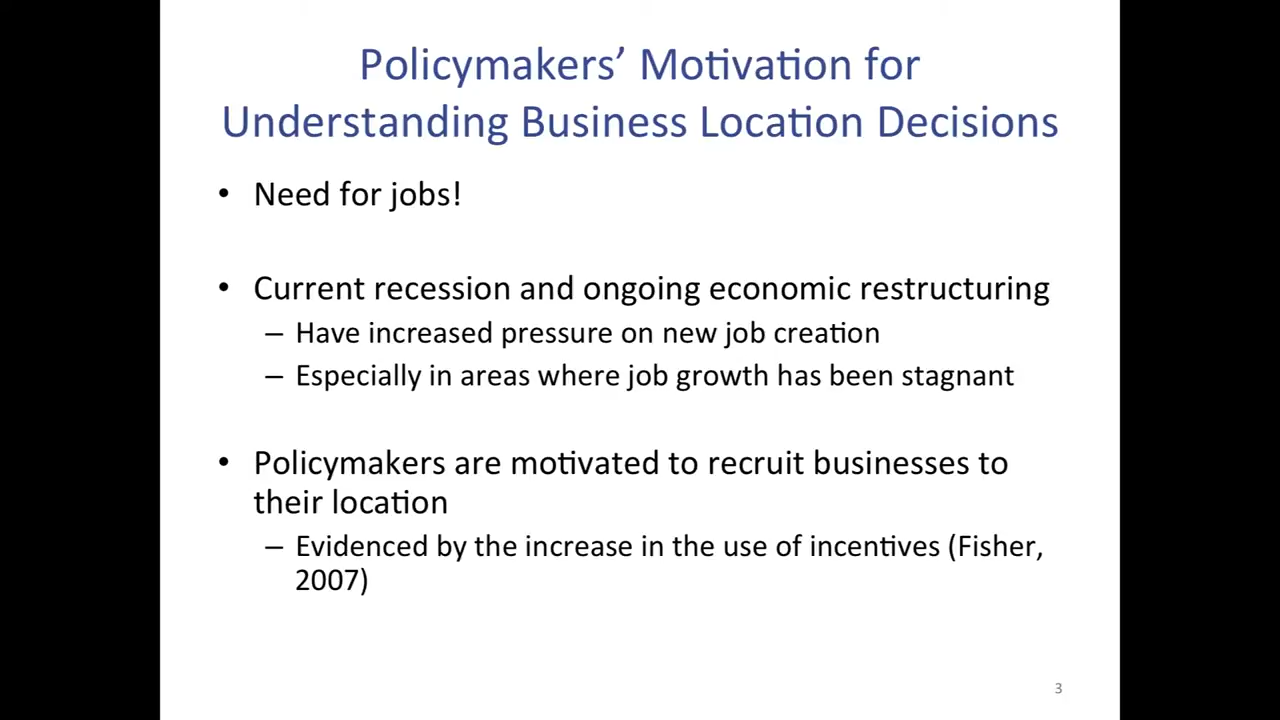 Policymakers’ Motivation for
Understanding Business Location Decisions
• Need for jobs!
• Current recession and ongoing economic restructuring
– Have increased pressure on new job creation
– Especially in areas where job growth has been stagnant
• Policymakers are motivated to recruit businesses to
their location
– Evidenced by the increase in the use of incentives (Fisher,
2007)
3